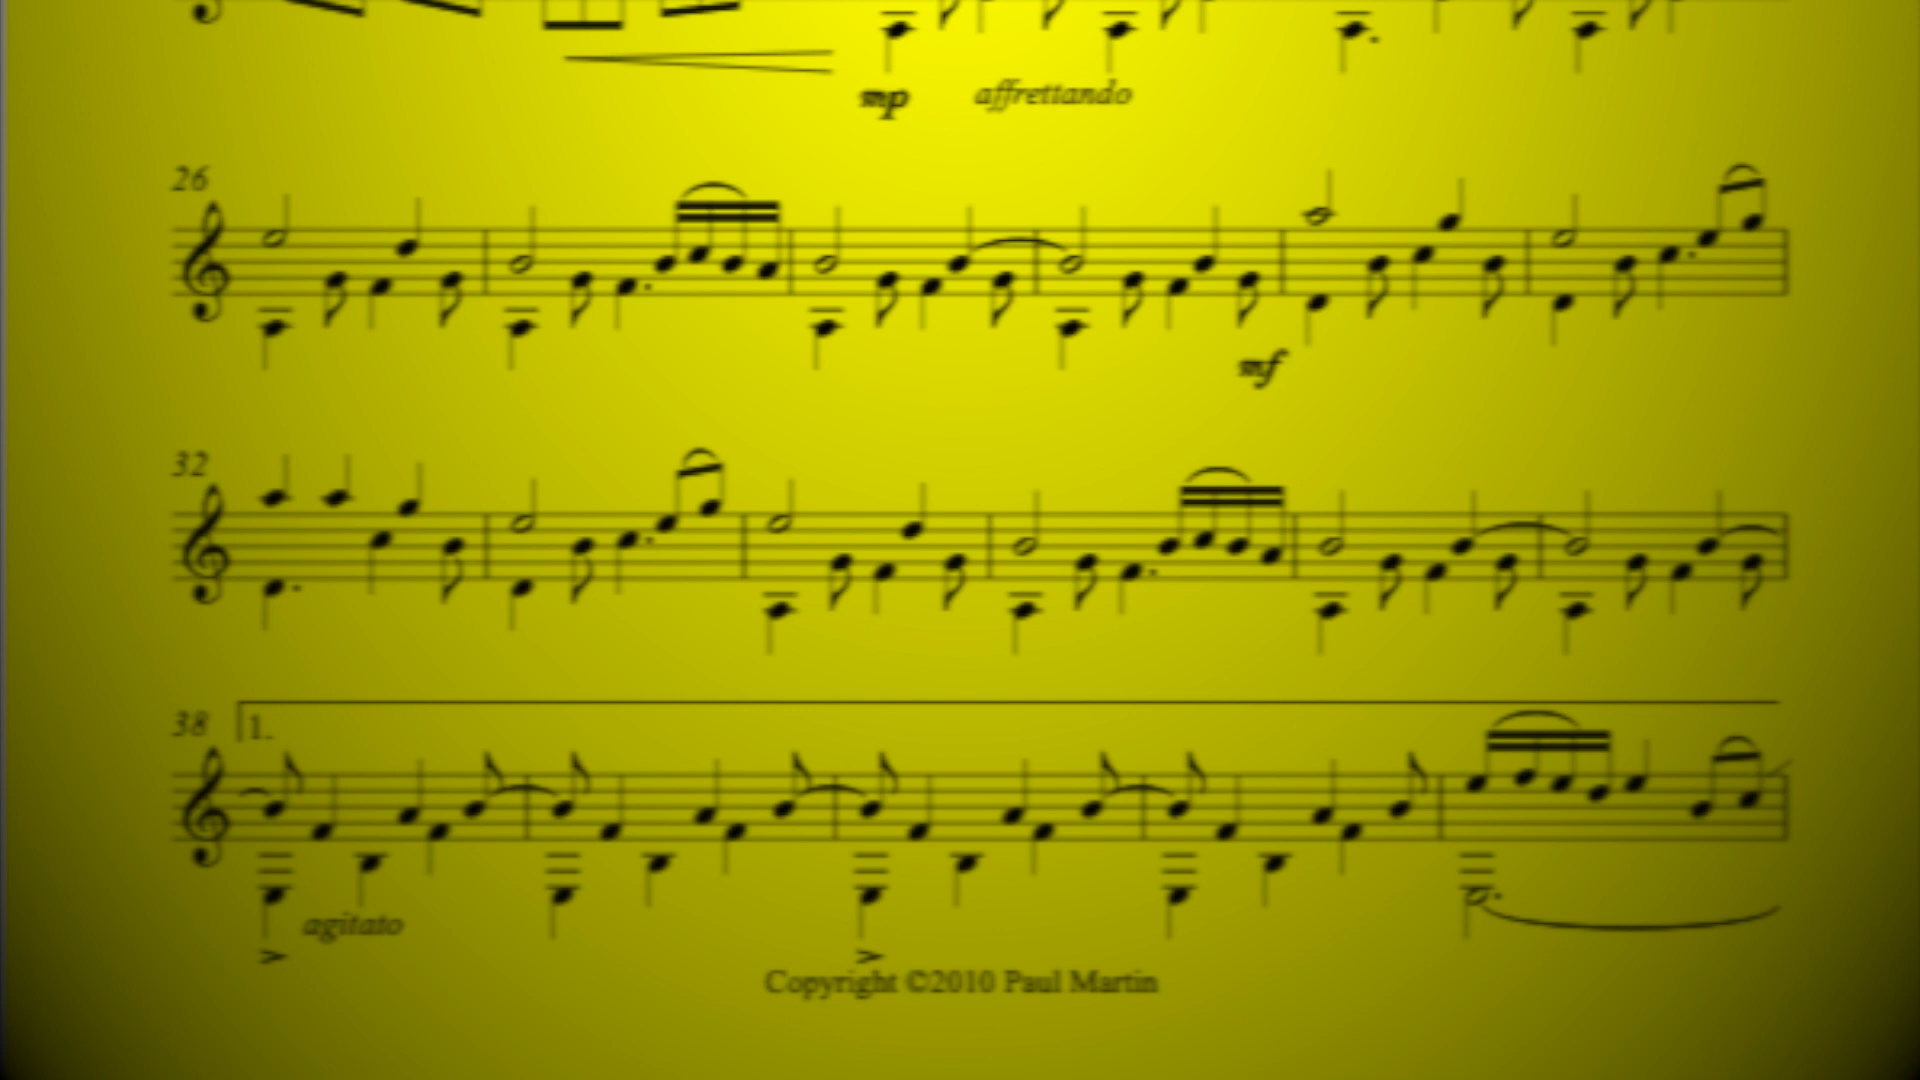 mp affrettando
26
mf
32
38 1.
agitato
Copyright ©2010 Paul Martin